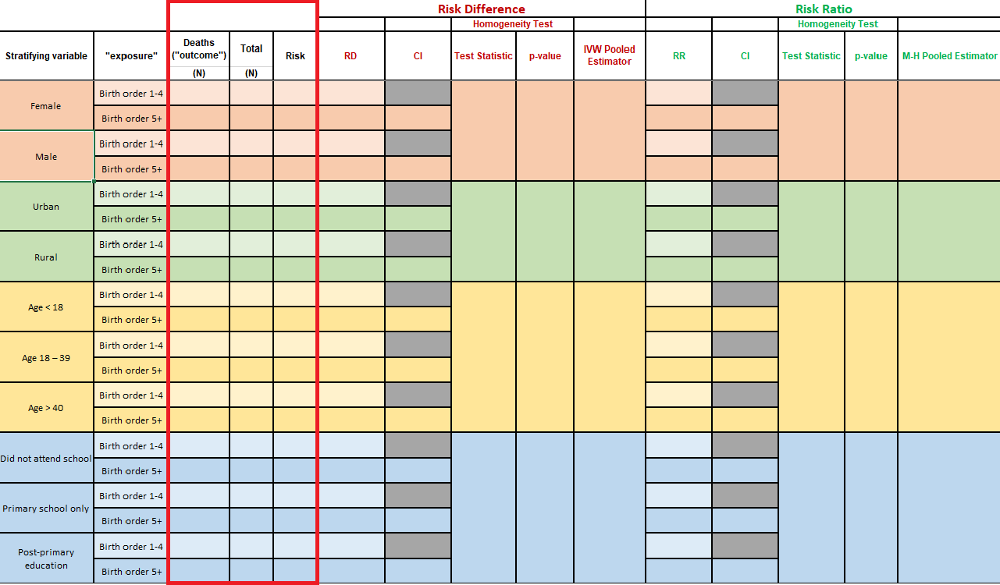 Risk Difference
Risk Ratio
Homogeneity Test
Homogeneity Test
Stratifying variable
"exposure"
Deaths
("outcome")
(N)
Total
(N)
Risk
RD
CI
Test Statistic
p-value
IVW Pooled
Estimator
RR
CI
Test Statistic
p-value
M-H Pooled Estimator
Female
Birth order 1-4
Birth order 5+
Male
Birth order 1-4
Birth order 5+
Urban
Birth order 1-4
Birth order 5+
Rural
Birth order 1-4
Birth order 5+
Age < 18
Birth order 1-4
Birth order 5+
Age 18 – 39
Birth order 1-4
Birth order 5+
Age > 40
Birth order 1-4
Birth order 5+
Did not attend school
Birth order 1-4
Birth order 5+
Primary school only
Birth order 1-4
Birth order 5+
Post-primary
education
Birth order 1-4
Birth order 5+